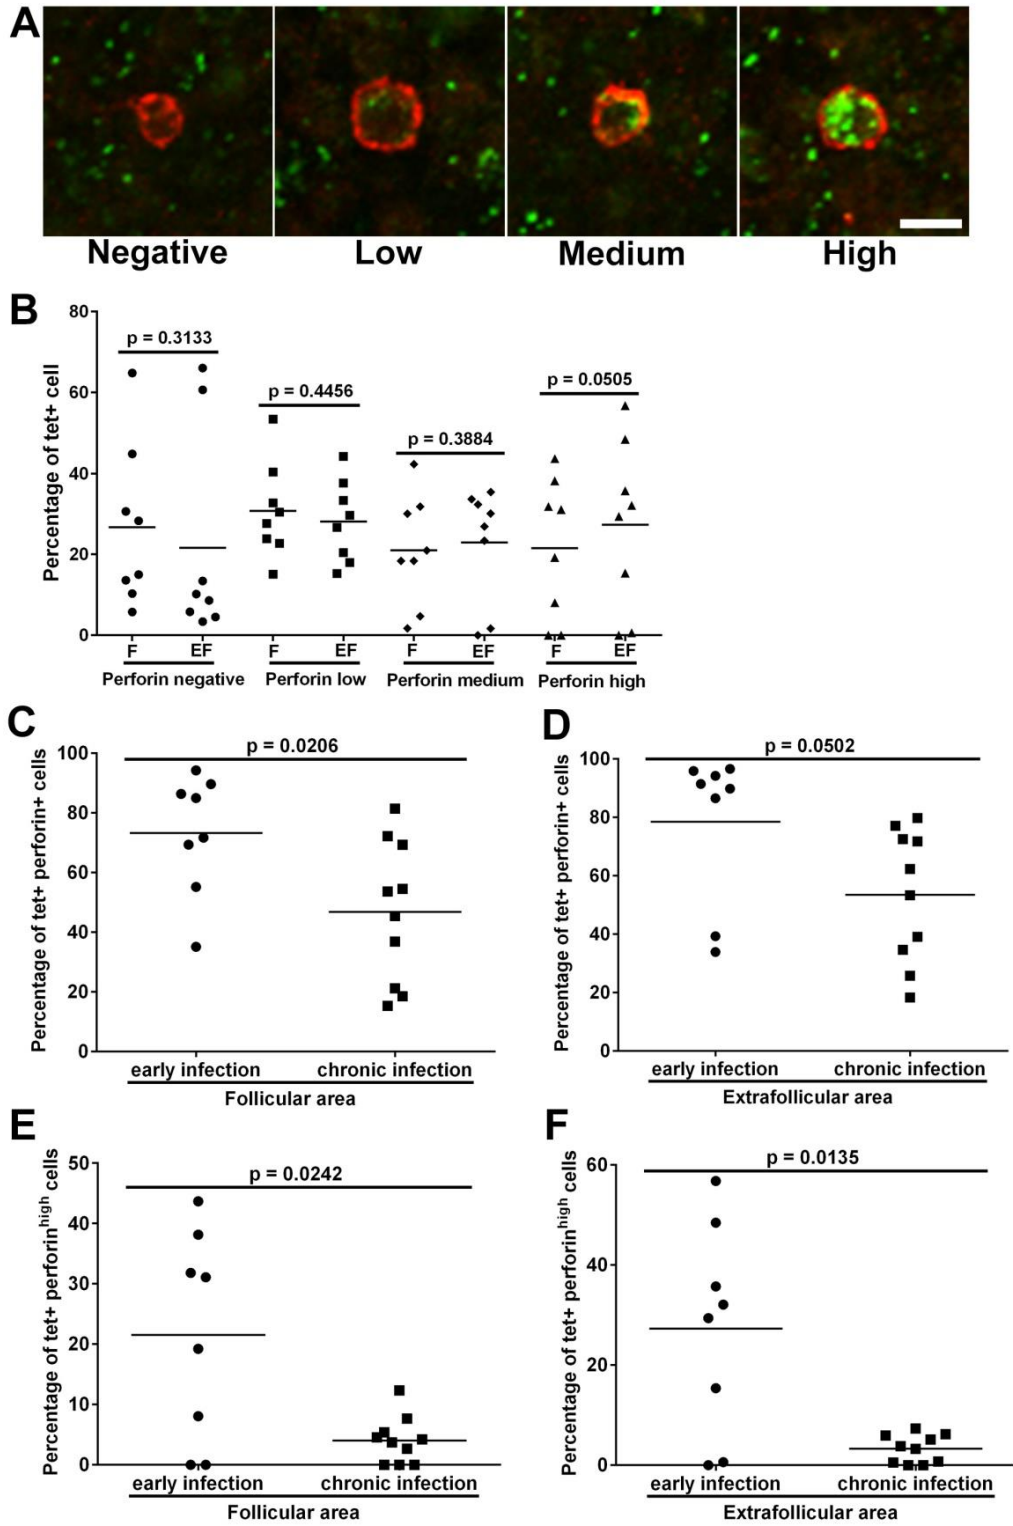 A
Negative Low Medium High
B
Percentage of tet+ cell
80
60
40
20
0
p = 0.3133
p = 0.4456
p = 0.3884
p = 0.0505
F EF F EF F EF F EF
Perforin negative Perforin low Perforin medium Perforin high
C
Percentage of tet+ perforin+ cells
100
80
60
40
20
0
p = 0.0206
early infection chronic infection
Follicular area
D
Percentage of tet+ perforin+ cells
100
80
60
40
20
0
p = 0.0502
early infection chronic infection
Extrafollicular area
E
Percentage of tet+ perforinhigh cells
50
40
30
20
10
0
p = 0.0242
early infection chronic infection
Follicular area
F
Percentage of tet+ perforinhigh cells
60
40
20
0
p = 0.0135
early infection chronic infection
Extrafollicular area